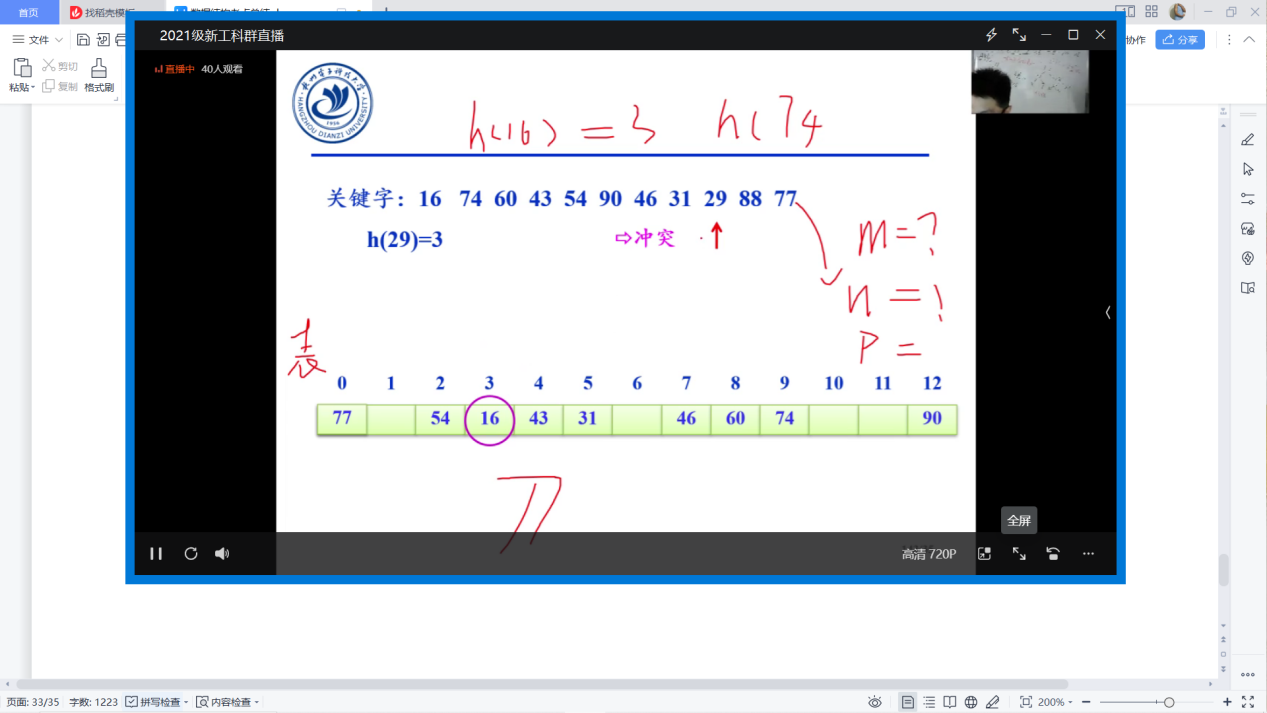 首页
找稻壳模板
文件
协作
分享
剪切
粘贴
复制
格式刷
2021级新工科群直播
直播中 40人观看
HANGZHOU DIANZI UNIVERSITY
1956
h(16) = 3 h(74
关键字: 16 74 60 43 54 90 46 31 29 88 77
h(29)=3 ⇨冲突
m=?
n=?
P=
表
0 1 2 3 4 5 6 7 8 9 10 11 12
77 54 16 43 31 46 60 74 90
全屏
高清 720P
页面: 33/35 字数: 1223 拼写检查 内容检查 200%